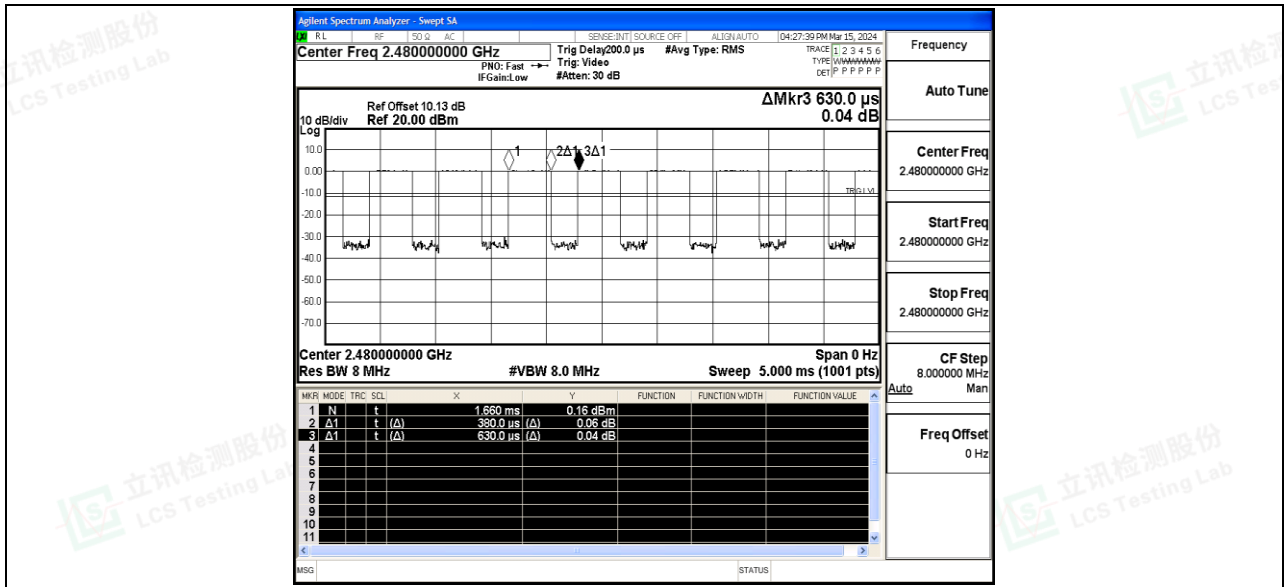 Agilent Spectrum Analyzer - Swept SA
RL RF 50 Ω AC SENSE:INT SOURCE OFF ALIGN AUTO 04:27:39 PM Mar 15, 2024
Center Freq 2.480000000 GHz
PNO: Fast
IFGain:Low
Trig Delay200.0 µs
Trig: Video
#Atten: 30 dB
#Avg Type: RMS
TRACE 1 2 3 4 5 6
TYPE
DET P P P P P P
Ref Offset 10.13 dB
Ref 20.00 dBm
10 dB/div
Log
ΔMkr3 630.0 µs
0.04 dB
10.0
0.00
-10.0
-20.0
-30.0
-40.0
-50.0
-60.0
-70.0
1
2Δ1
3Δ1
TRIG LVL
Center 2.480000000 GHz
Span 0 Hz
Res BW 8 MHz
#VBW 8.0 MHz
Sweep 5.000 ms (1001 pts)
MKR MODE TRC SCL X Y FUNCTION FUNCTION WIDTH FUNCTION VALUE
1 N t 1.660 ms 0.16 dBm
2 Δ1 t (Δ) 380.0 µs (Δ) 0.06 dB
3 Δ1 t (Δ) 630.0 µs (Δ) 0.04 dB
4
5
6
7
8
9
10
11
MSG
STATUS
Frequency
Auto Tune
Center Freq
2.480000000 GHz
Start Freq
2.480000000 GHz
Stop Freq
2.480000000 GHz
CF Step
8.000000 MHz
Auto Man
Freq Offset
0 Hz
立讯检测股份
LCS Testing Lab
立讯检测股份
LCS Testing Lab